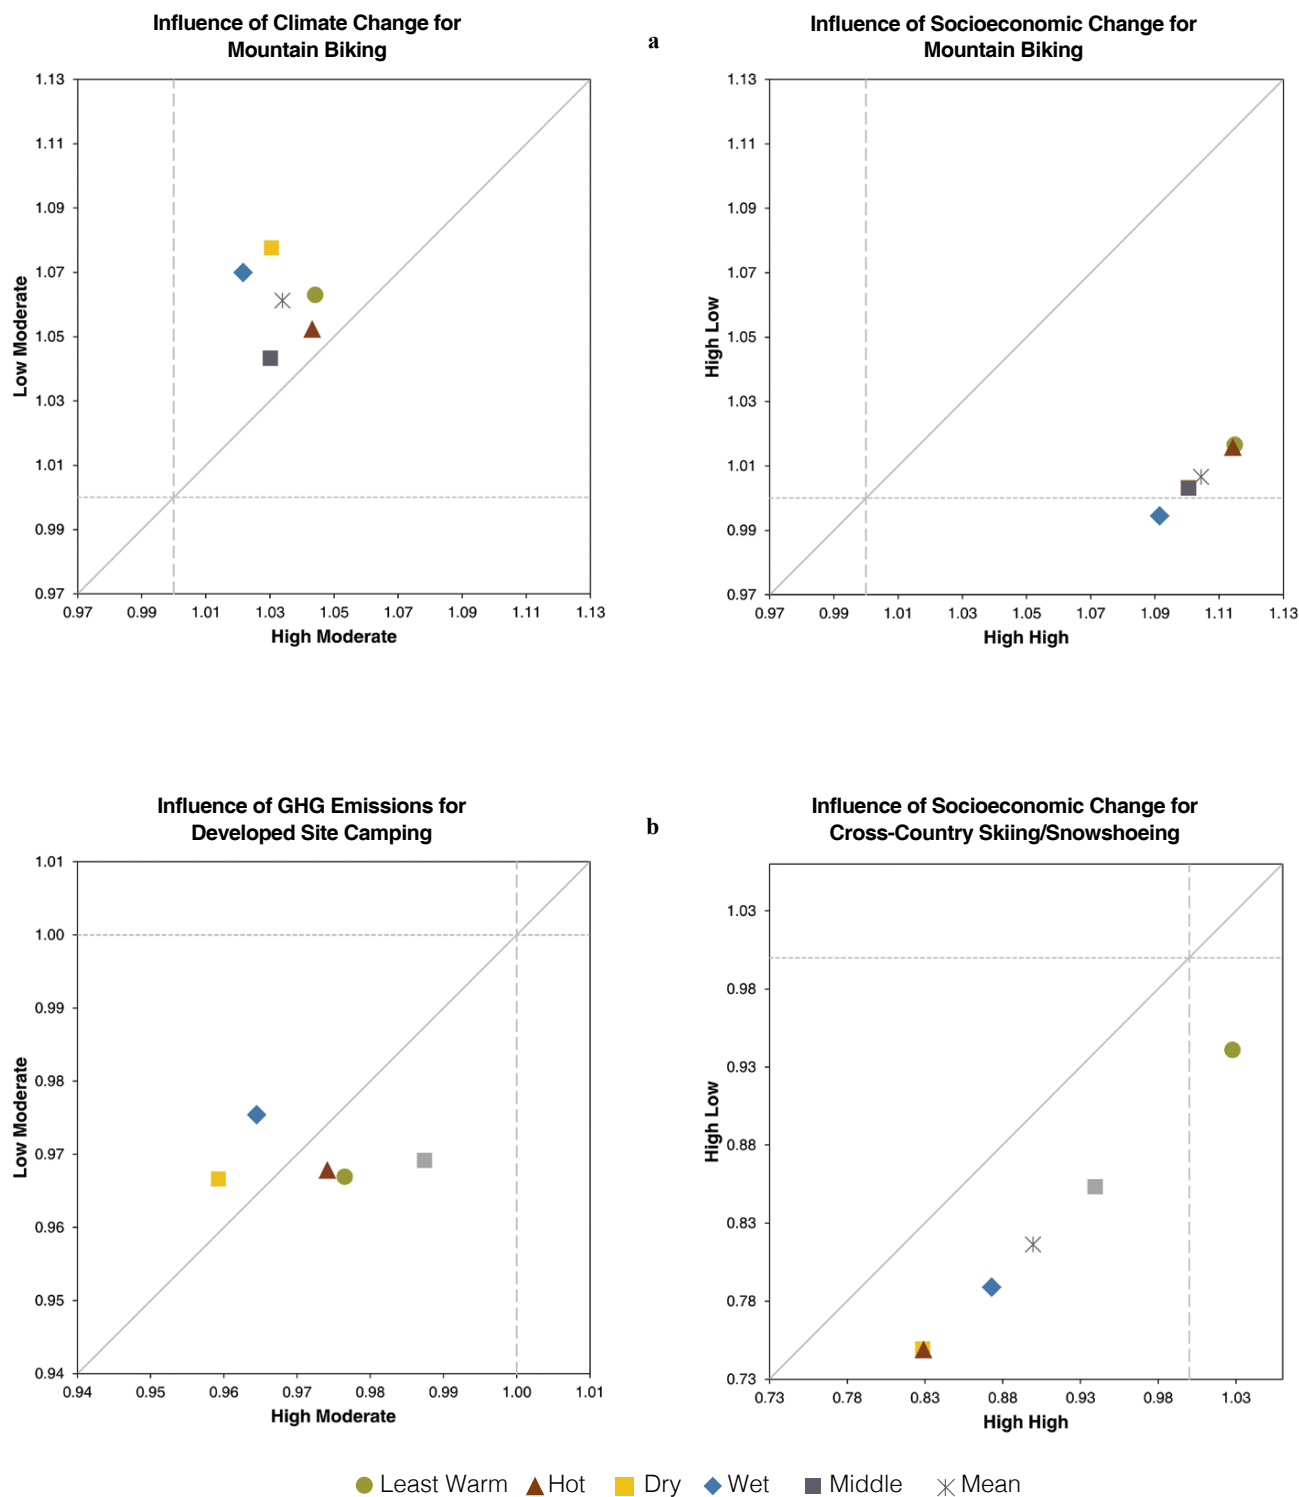 Influence of Climate Change for
Mountain Biking
1.13
1.11
1.09
1.07
1.05
1.03
1.01
0.99
0.97
Low Moderate
0.97 0.99 1.01 1.03 1.05 1.07 1.09 1.11 1.13
High Moderate
a
Influence of Socioeconomic Change for
Mountain Biking
1.13
1.11
1.09
1.07
1.05
1.03
1.01
0.99
0.97
High Low
0.97 0.99 1.01 1.03 1.05 1.07 1.09 1.11 1.13
High High
Influence of GHG Emissions for
Developed Site Camping
1.01
1.00
0.99
0.98
0.97
0.96
0.95
0.94
Low Moderate
0.94 0.95 0.96 0.97 0.98 0.99 1.00 1.01
High Moderate
b
Influence of Socioeconomic Change for
Cross-Country Skiing/Snowshoeing
1.03
0.98
0.93
0.88
0.83
0.78
0.73
High Low
0.73 0.78 0.83 0.88 0.93 0.98 1.03
High High
Least Warm Hot Dry Wet Middle Mean